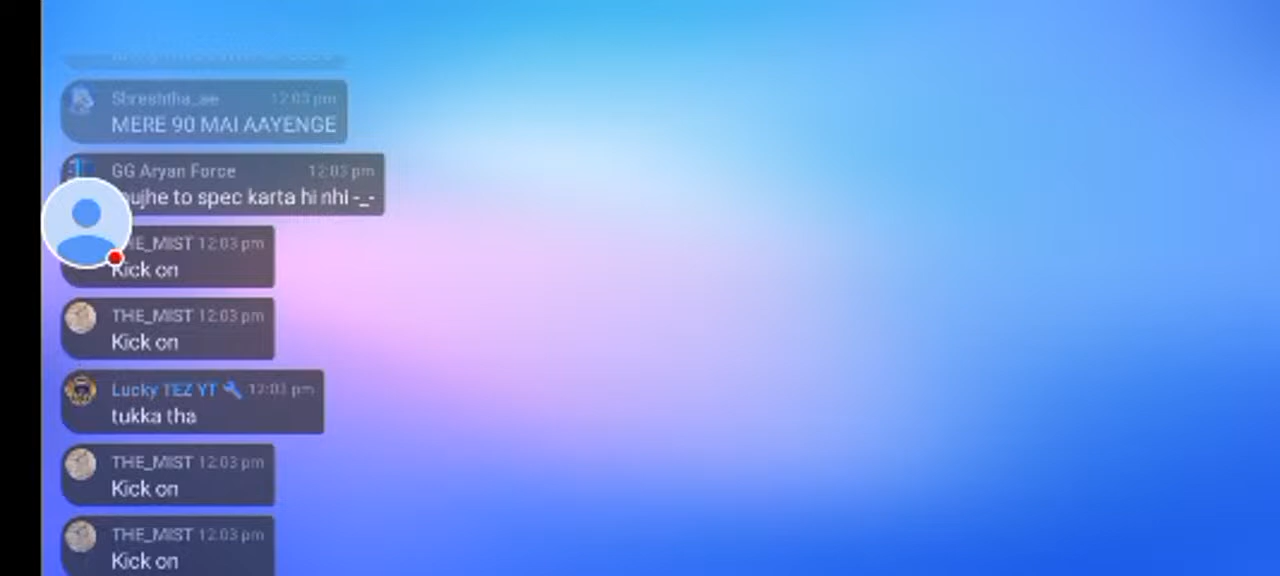 Shreshtha_ae 12:03 pm
MERE 90 MAI AAYENGE
GG Aryan Force 12:03 pm
to spec karta hi nhi -_-
THE_MIST 12:03 pm
Kick on
THE_MIST 12:03 pm
Kick on
Lucky TEZ YT 12:03 pm
tukka tha
THE_MIST 12:03 pm
Kick on
THE_MIST 12:03 pm
Kick on